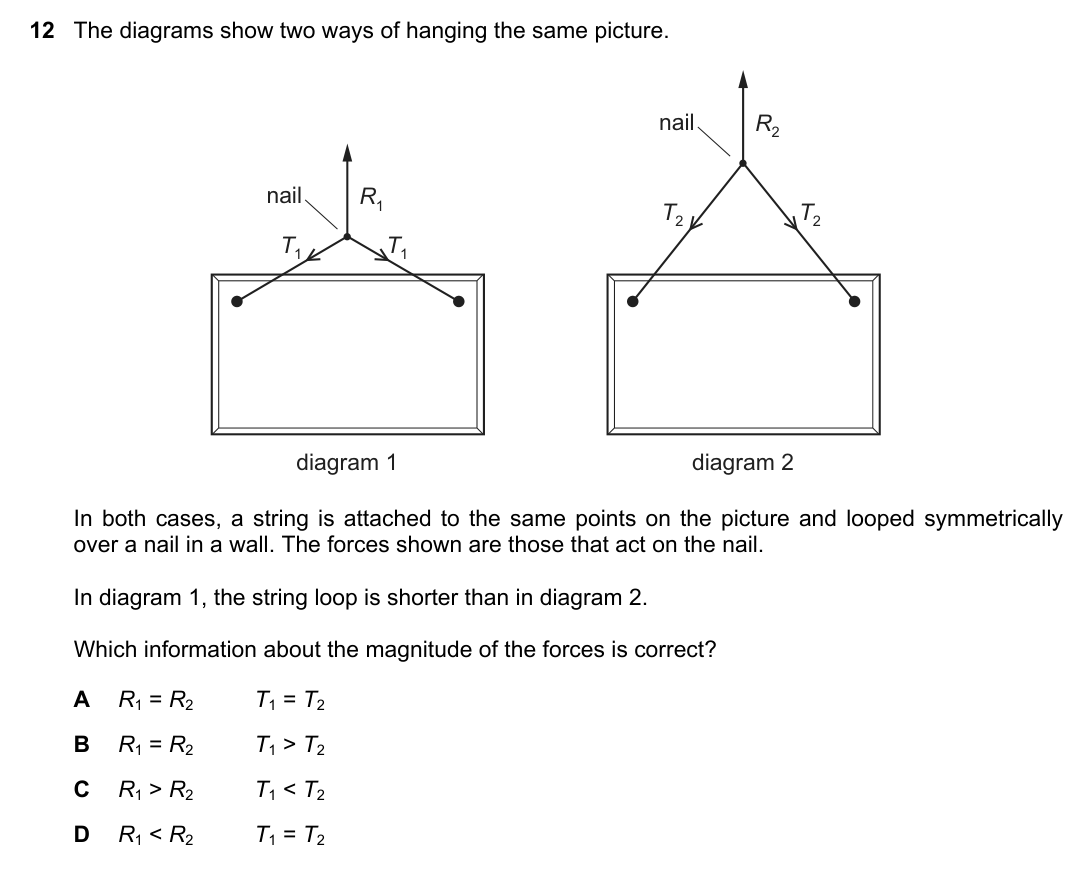 12 The diagrams show two ways of hanging the same picture.
nail
R₁
T₁
T₁
diagram 1
nail
R₂
T₂
T₂
diagram 2
In both cases, a string is attached to the same points on the picture and looped symmetrically
over a nail in a wall. The forces shown are those that act on the nail.
In diagram 1, the string loop is shorter than in diagram 2.
Which information about the magnitude of the forces is correct?
A R₁ = R₂ T₁ = T₂
B R₁ = R₂ T₁ > T₂
C R₁ > R₂ T₁ < T₂
D R₁ < R₂ T₁ = T₂